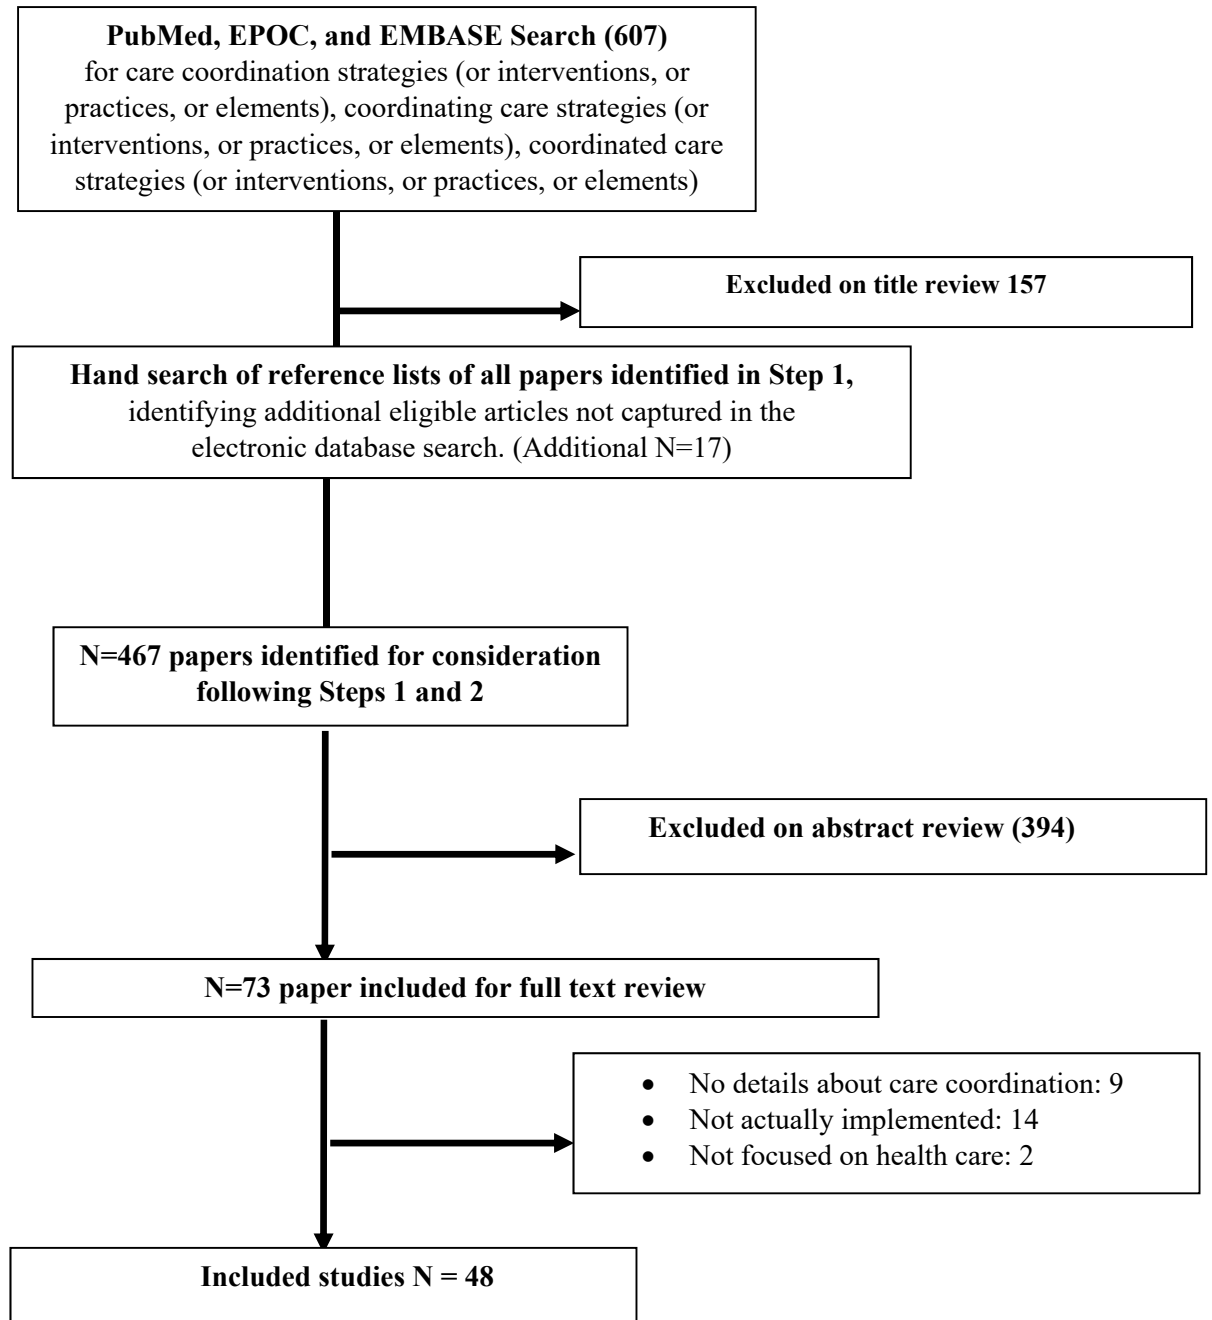 PubMed, EPOC, and EMBASE Search (607)
for care coordination strategies (or interventions, or
practices, or elements), coordinating care strategies (or
interventions, or practices, or elements), coordinated care
strategies (or interventions, or practices, or elements)
Excluded on title review 157
Hand search of reference lists of all papers identified in Step 1,
identifying additional eligible articles not captured in the
electronic database search. (Additional N=17)
N=467 papers identified for consideration
following Steps 1 and 2
Excluded on abstract review (394)
N=73 paper included for full text review
• No details about care coordination: 9
• Not actually implemented: 14
• Not focused on health care: 2
Included studies N = 48